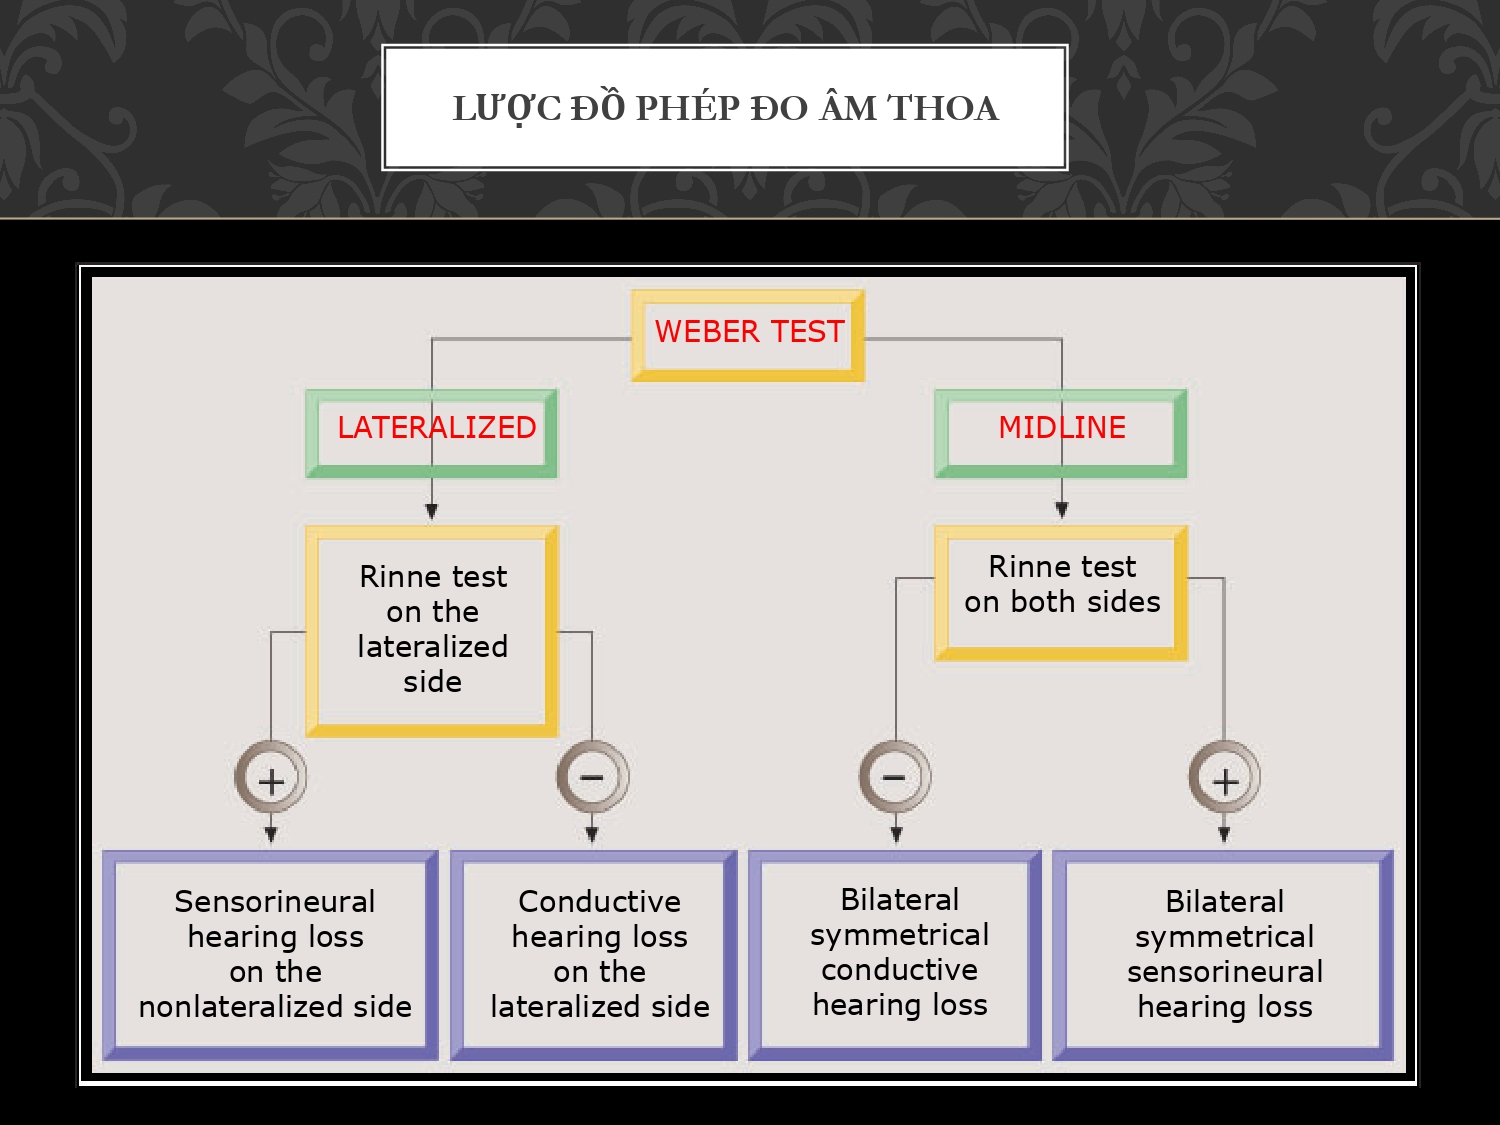 LƯỢC ĐỒ PHÉP ĐO ÂM THOA
WEBER TEST
LATERALIZED
MIDLINE
Rinne test
on the
lateralized
side
Rinne test
on both sides
+
−
−
+
Sensorineural
hearing loss
on the
nonlateralized side
Conductive
hearing loss
on the
lateralized side
Bilateral
symmetrical
conductive
hearing loss
Bilateral
symmetrical
sensorineural
hearing loss